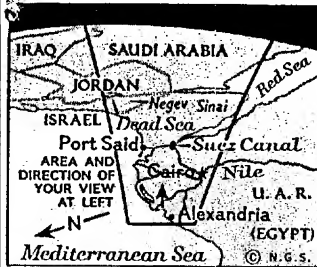 IRAQ
SAUDI ARABIA
JORDAN
Red Sea
Negev
Sinai
ISRAEL
Dead Sea
Port Said
Suez Canal
AREA AND
DIRECTION OF
YOUR VIEW
AT LEFT
Cairo
Nile
U. A. R.
(EGYPT)
N
Alexandria
Mediterranean Sea
© N.G.S.